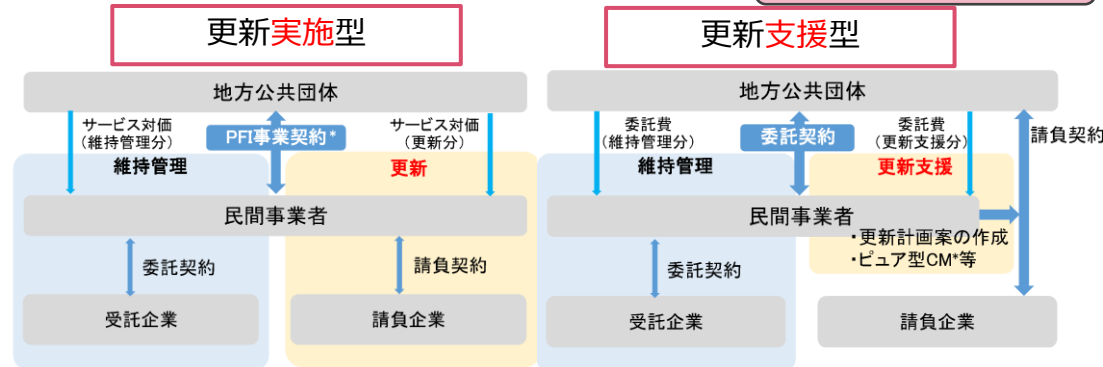 更新実施型
地方公共団体
サービス対価
（維持管理分）
PFI事業契約*
サービス対価
（更新分）
維持管理
更新
民間事業者
委託契約
請負契約
受託企業
請負企業
更新支援型
地方公共団体
委託費
（維持管理分）
委託契約
委託費
（更新支援分）
請負契約
維持管理
更新支援
民間事業者
・更新計画案の作成
・ピュア型CM*等
委託契約
受託企業
請負企業